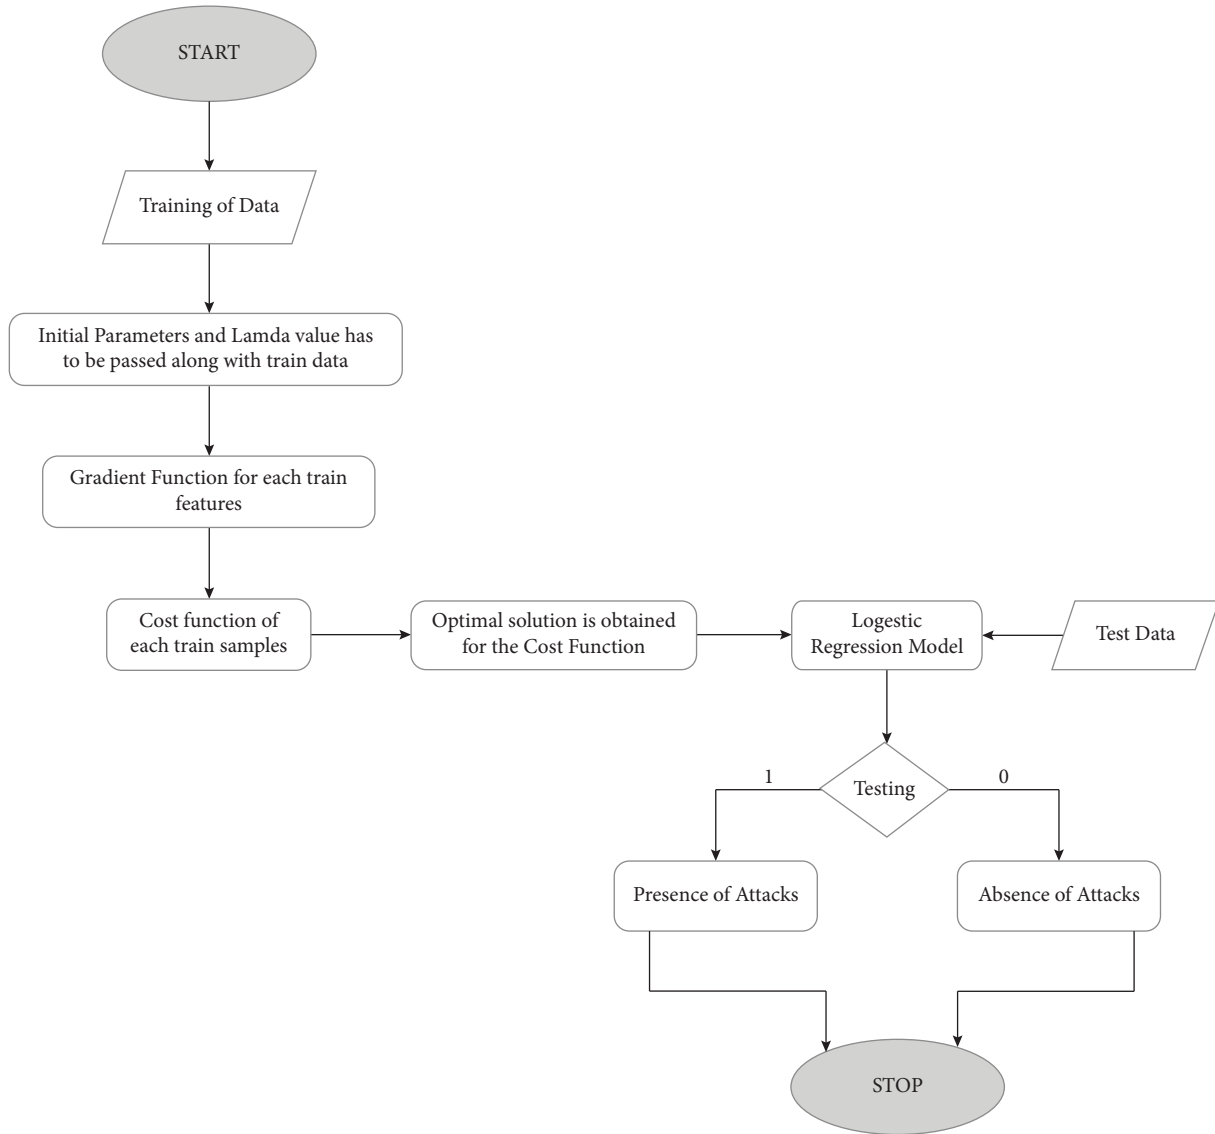 START
Training of Data
Initial Parameters and Lamda value has
to be passed along with train data
Gradient Function for each train
features
Cost function of
each train samples
Optimal solution is obtained
for the Cost Function
Logestic
Regression Model
Test Data
Testing
1
0
Presence of Attacks
Absence of Attacks
STOP